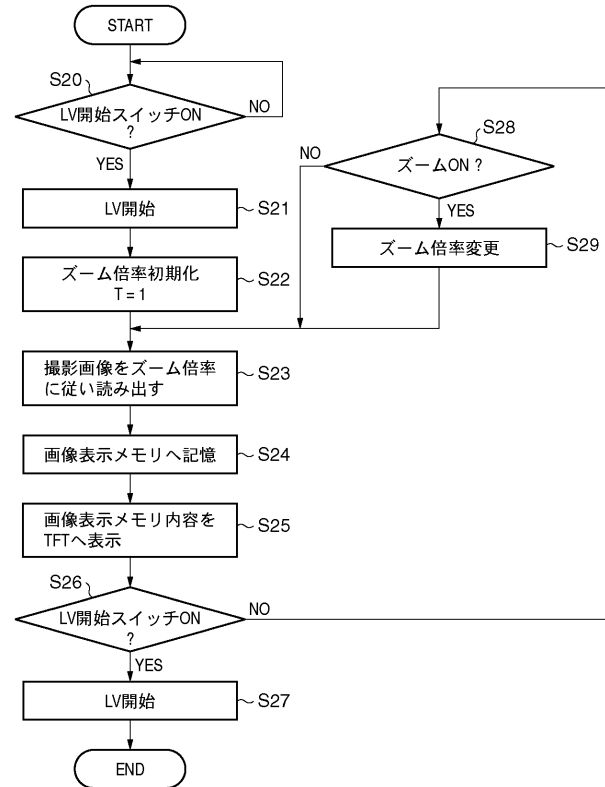 START
S20
LV開始スイッチON
?
NO
YES
LV開始
S21
ズーム倍率初期化
T = 1
S22
撮影画像をズーム倍率
に従い読み出す
S23
画像表示メモリへ記憶
S24
画像表示メモリ内容を
TFTへ表示
S25
S26
LV開始スイッチON
?
NO
YES
LV開始
S27
END
S28
ズームON ?
NO
YES
ズーム倍率変更
S29